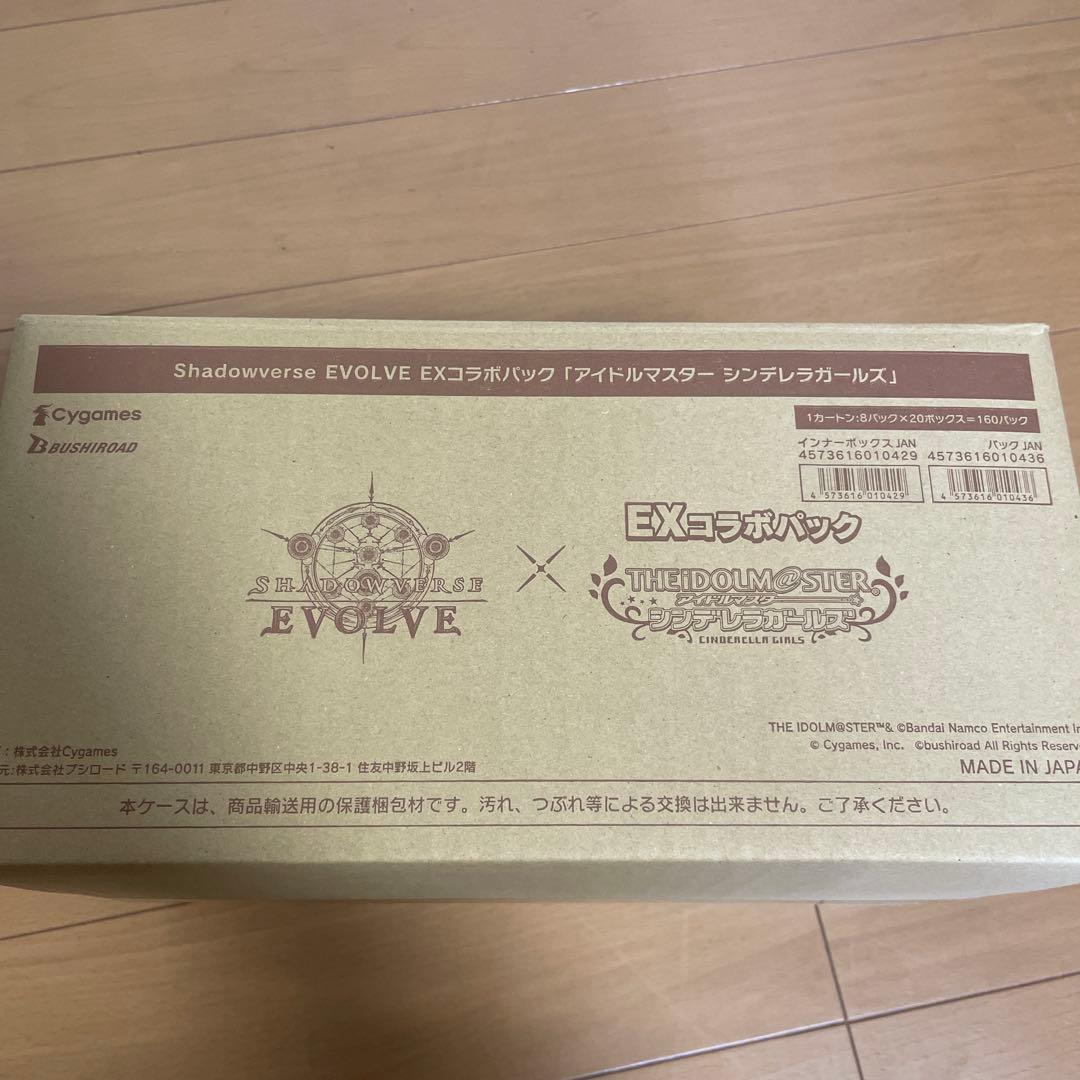 Shadowverse EVOLVE EXコラボパック「アイドルマスター シンデレラガールズ」
Cygames
BUSHIROAD
1カートン:8パック×20ボックス=160パック
インナーボックスJAN
4573616010429
パックJAN
4573616010436
4 573616 010429
4 573616 010436
SHADOWVERSE
EVOLVE
×
EXコラボパック
THE iDOLM@STER
アイドルマスター
シンデレラガールズ
CINDERELLA GIRLS
THE IDOLM@STER™& ©Bandai Namco Entertainment
© Cygames, Inc. ©bushiroad All Rights
MADE IN
:株式会社Cygames
元:株式会社ブシロード 〒164-0011 東京都中野区中央1-38-1 住友中野坂上ビル2階
本ケースは、商品輸送用の保護梱包材です。汚れ、つぶれ等による交換は出来ません。ご了承ください。